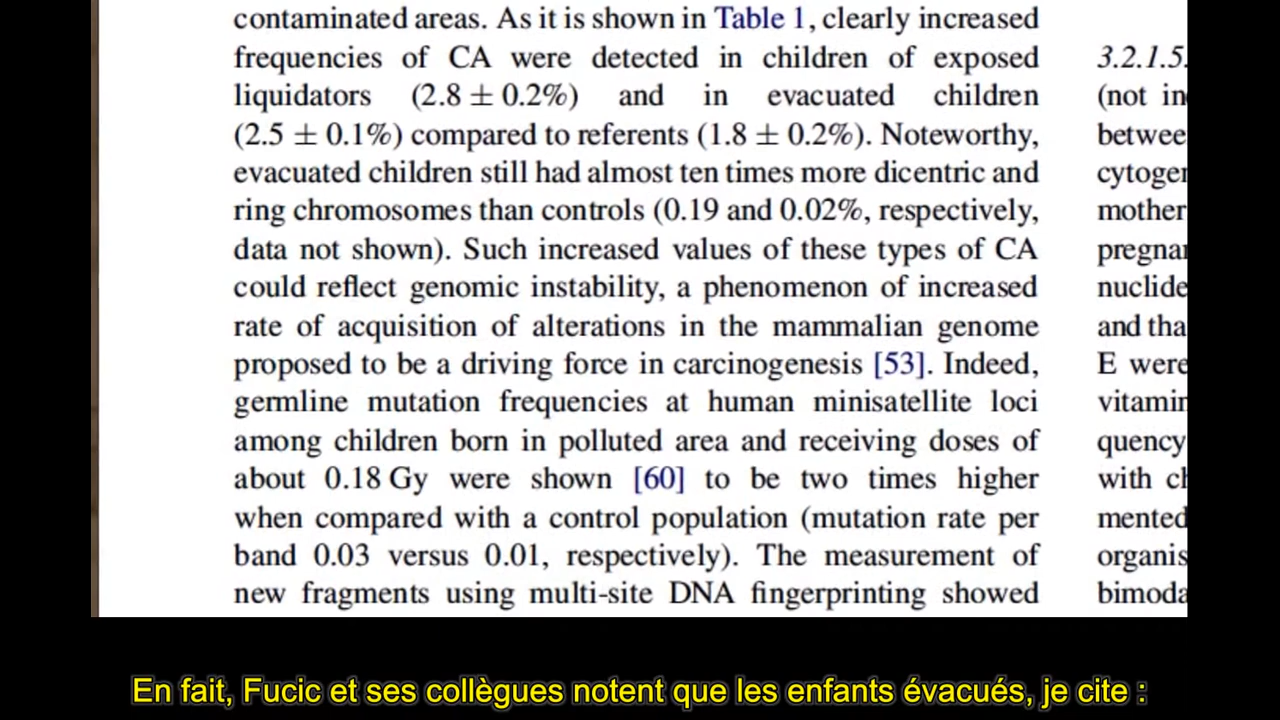 contaminated areas. As it is shown in Table 1, clearly increased
frequencies of CA were detected in children of exposed
liquidators (2.8 ± 0.2%) and in evacuated children
(2.5 ± 0.1%) compared to referents (1.8 ± 0.2%). Noteworthy,
evacuated children still had almost ten times more dicentric and
ring chromosomes than controls (0.19 and 0.02%, respectively,
data not shown). Such increased values of these types of CA
could reflect genomic instability, a phenomenon of increased
rate of acquisition of alterations in the mammalian genome
proposed to be a driving force in carcinogenesis [53]. Indeed,
germline mutation frequencies at human minisatellite loci
among children born in polluted area and receiving doses of
about 0.18 Gy were shown [60] to be two times higher
when compared with a control population (mutation rate per
band 0.03 versus 0.01, respectively). The measurement of
new fragments using multi-site DNA fingerprinting showed
3.2.1.5.
(not in
betwee
cytoger
mother
pregnar
nuclide
and tha
E were
vitamir
quency
with ch
mented
organis
bimoda
En fait, Fucic et ses collègues notent que les enfants évacués, je cite :